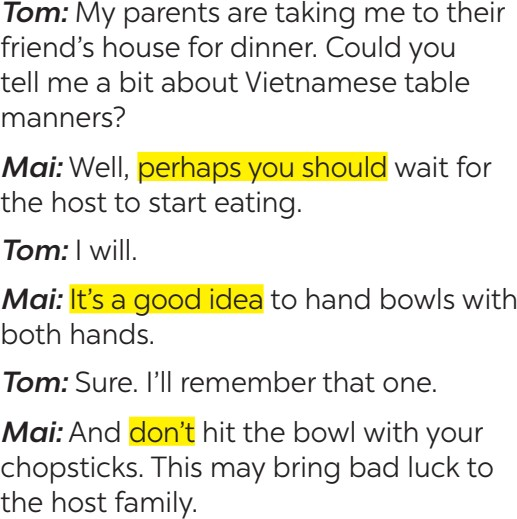 Tom: My parents are taking me to their
friend’s house for dinner. Could you
tell me a bit about Vietnamese table
manners?
Mai: Well, perhaps you should wait for
the host to start eating.
Tom: I will.
Mai: It’s a good idea to hand bowls with
both hands.
Tom: Sure. I’ll remember that one.
Mai: And don’t hit the bowl with your
chopsticks. This may bring bad luck to
the host family.